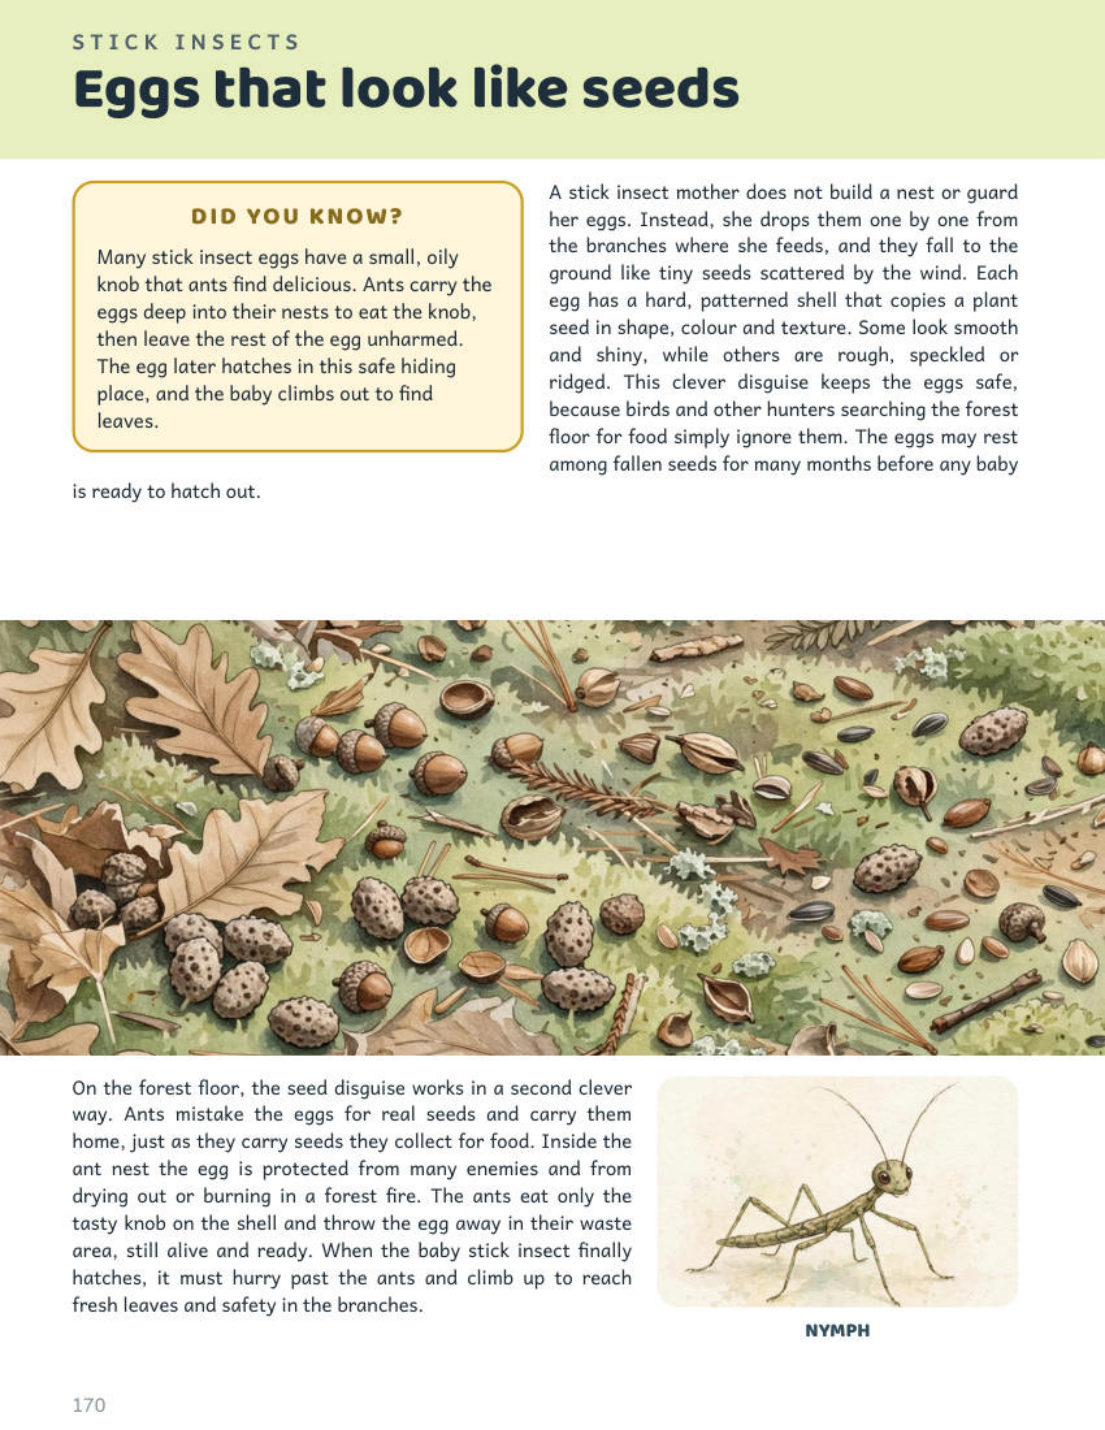 STICK INSECTS
Eggs that look like seeds
DID YOU KNOW?
Many stick insect eggs have a small, oily
knob that ants find delicious. Ants carry the
eggs deep into their nests to eat the knob,
then leave the rest of the egg unharmed.
The egg later hatches in this safe hiding
place, and the baby climbs out to find
leaves.
A stick insect mother does not build a nest or guard
her eggs. Instead, she drops them one by one from
the branches where she feeds, and they fall to the
ground like tiny seeds scattered by the wind. Each
egg has a hard, patterned shell that copies a plant
seed in shape, colour and texture. Some look smooth
and shiny, while others are rough, speckled or
ridged. This clever disguise keeps the eggs safe,
because birds and other hunters searching the forest
floor for food simply ignore them. The eggs may rest
among fallen seeds for many months before any baby
is ready to hatch out.
On the forest floor, the seed disguise works in a second clever
way. Ants mistake the eggs for real seeds and carry them
home, just as they carry seeds they collect for food. Inside the
ant nest the egg is protected from many enemies and from
drying out or burning in a forest fire. The ants eat only the
tasty knob on the shell and throw the egg away in their waste
area, still alive and ready. When the baby stick insect finally
hatches, it must hurry past the ants and climb up to reach
fresh leaves and safety in the branches.
NYMPH
170